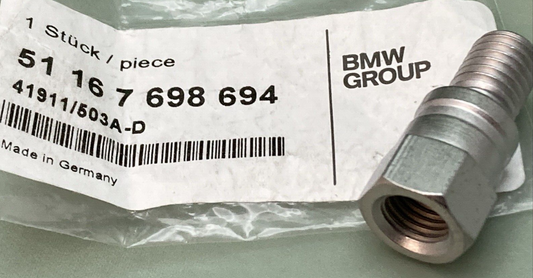 1 Stück / piece
51 16 7 698 694
41911/503A-D
Made in Germany
BMW
GROUP